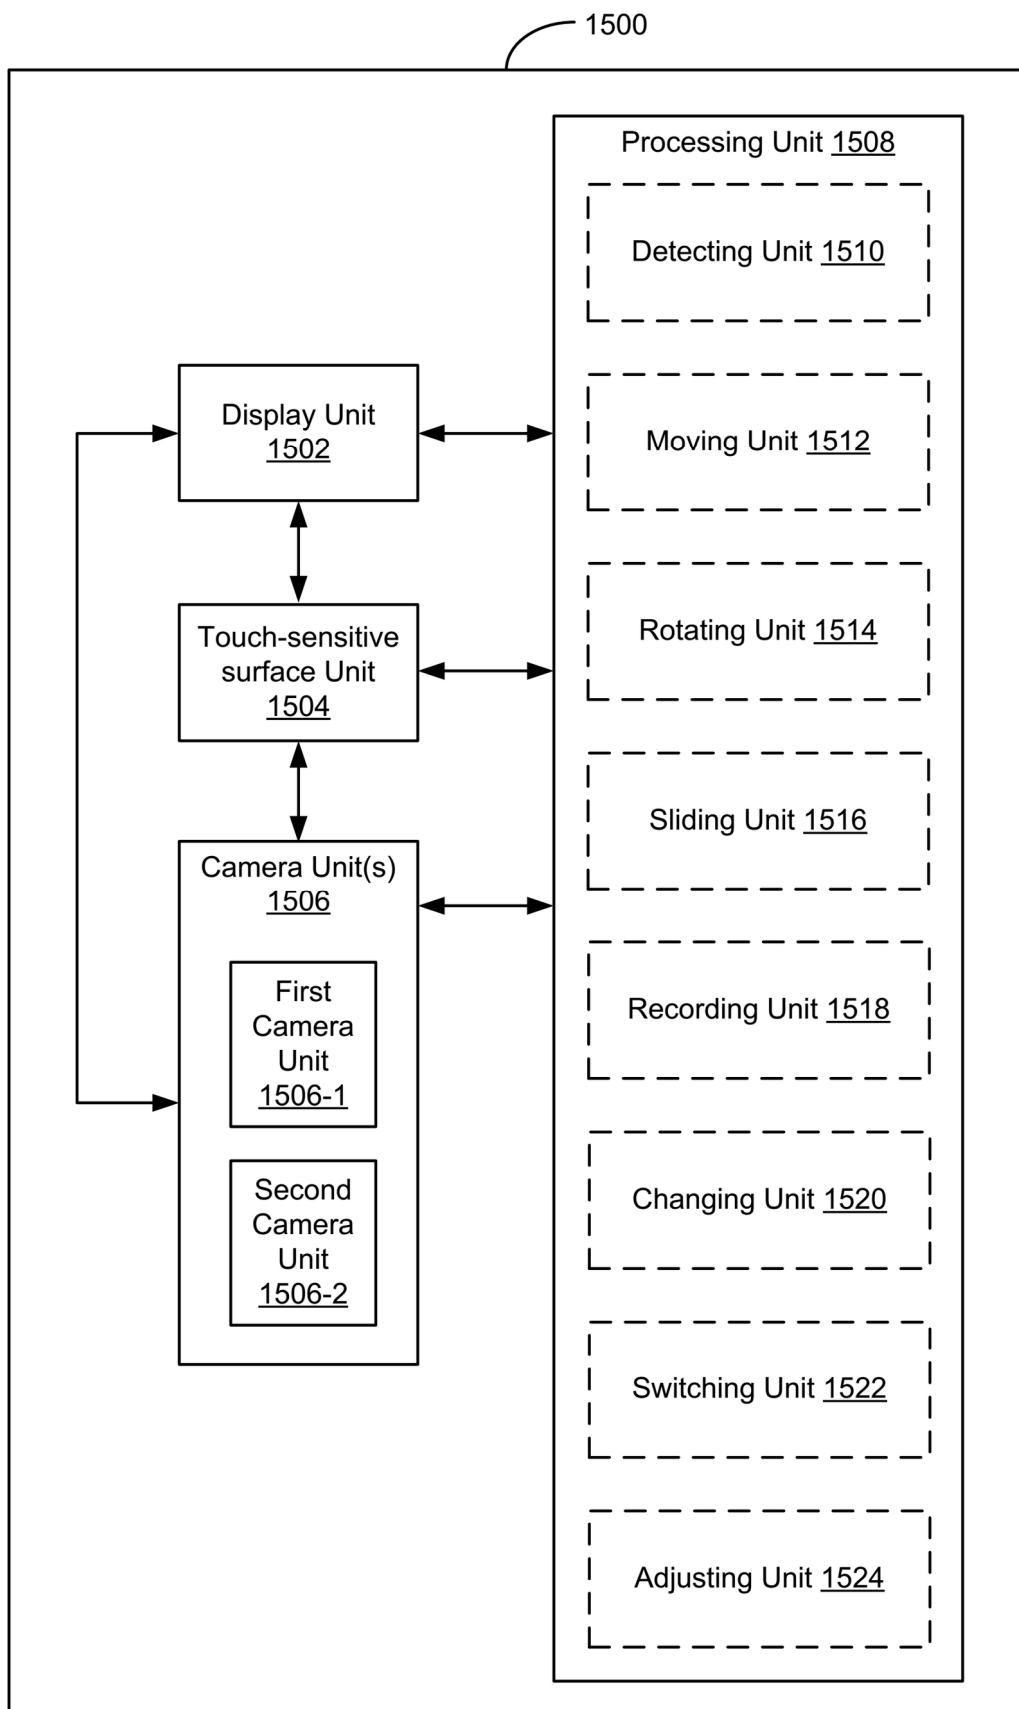 1500
Processing Unit 1508
Detecting Unit 1510
Display Unit
1502
Moving Unit 1512
Touch-sensitive
surface Unit
1504
Rotating Unit 1514
Sliding Unit 1516
Camera Unit(s)
1506
First
Camera
Unit
1506-1
Recording Unit 1518
Second
Camera
Unit
1506-2
Changing Unit 1520
Switching Unit 1522
Adjusting Unit 1524